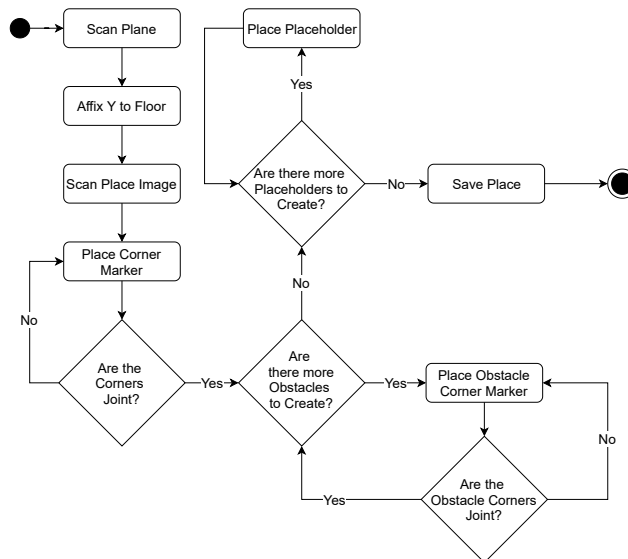 Scan Plane
Affix Y to Floor
Scan Place Image
Place Corner
Marker
No
Are the
Corners
Joint?
Yes
Are
there more
Obstacles
to Create?
Yes
Place Obstacle
Corner Marker
No
Are the
Obstacle Corners
Joint?
Yes
No
Are there more
Placeholders to
Create?
Yes
Place Placeholder
No
Save Place